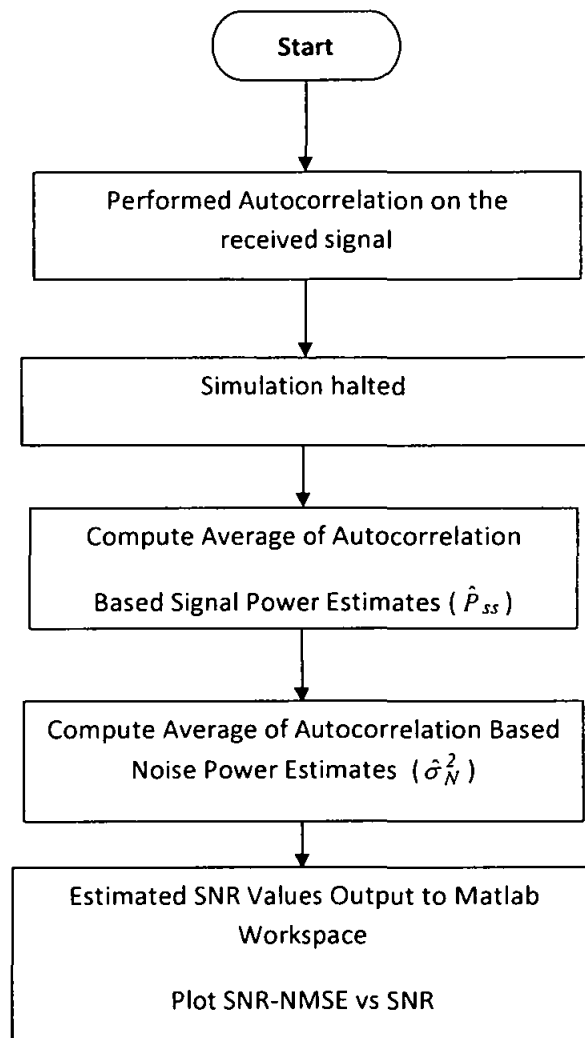 Start
Performed Autocorrelation on the
received signal
Simulation halted
Compute Average of Autocorrelation
Based Signal Power Estimates ( P̂ss )
Compute Average of Autocorrelation Based
Noise Power Estimates ( σ̂²N )
Estimated SNR Values Output to Matlab
Workspace
Plot SNR-NMSE vs SNR